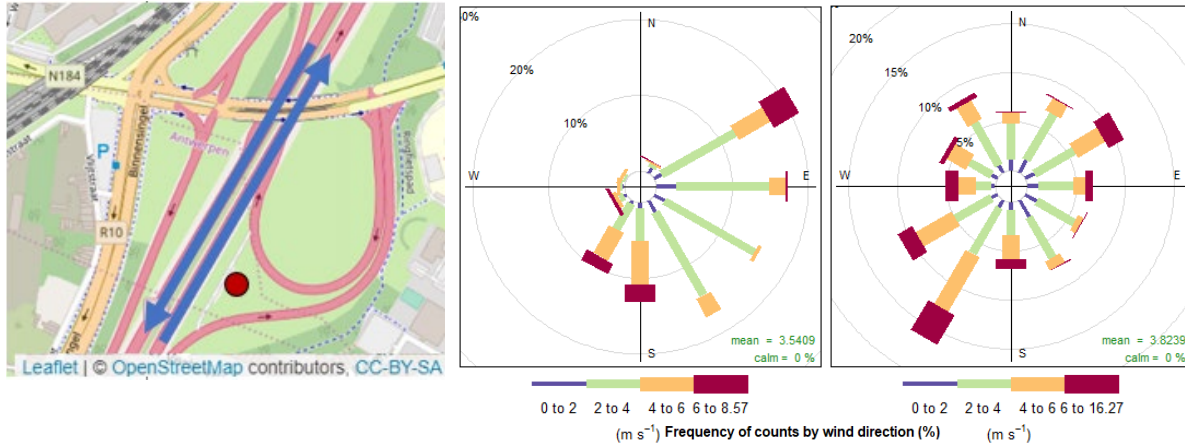 N184
P
Antwerpen
Vijfstraat
Binnensingel
R10
Leaflet | © OpenStreetMap contributors, CC-BY-SA
0%
N
20%
10%
W
E
S
mean = 3.5409
calm = 0 %
0 to 2 2 to 4 4 to 6 6 to 8.57
(m s⁻¹)
20%
N
15%
10%
5%
W
E
S
mean = 3.8239
calm = 0 %
0 to 2 2 to 4 4 to 6 6 to 16.27
(m s⁻¹)
Frequency of counts by wind direction (%)